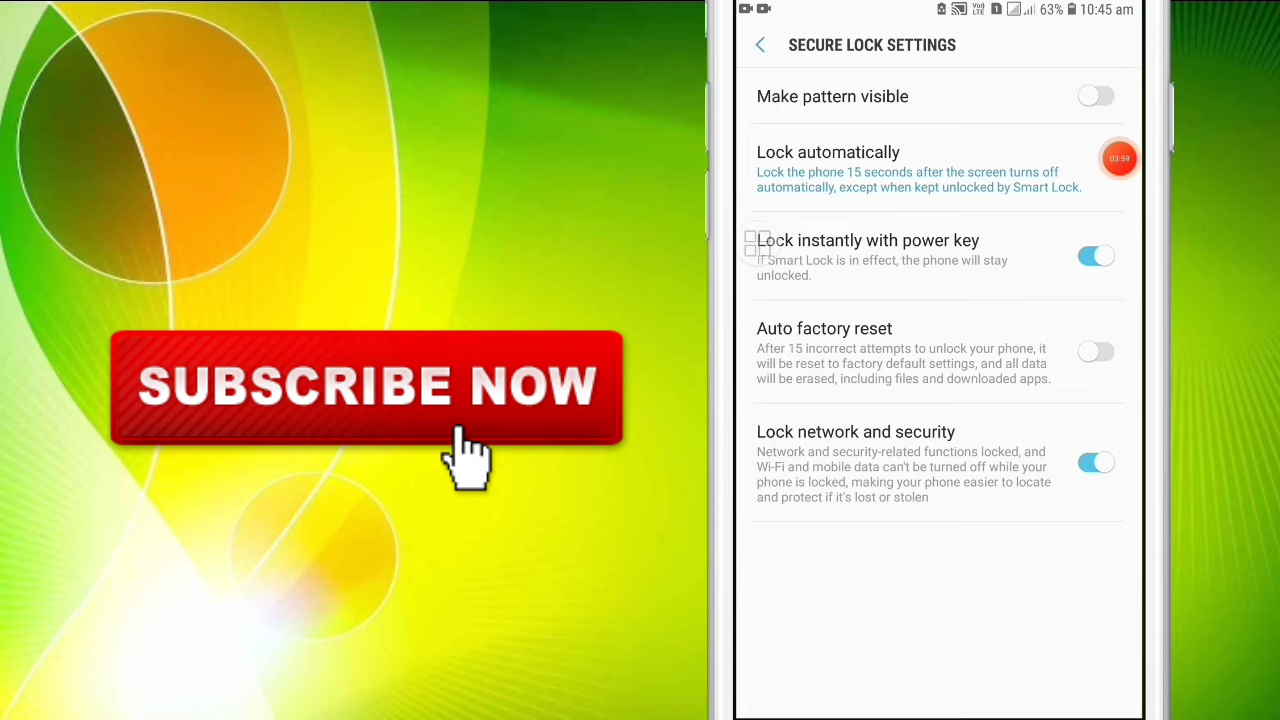 63% 10:45 am
SECURE LOCK SETTINGS
Make pattern visible
Lock automatically
Lock the phone 15 seconds after the screen turns off
automatically, except when kept unlocked by Smart Lock.
03:59
Lock instantly with power key
If Smart Lock is in effect, the phone will stay
unlocked.
Auto factory reset
After 15 incorrect attempts to unlock your phone, it
will be reset to factory default settings, and all data
will be erased, including files and downloaded apps.
SUBSCRIBE NOW
Lock network and security
Network and security-related functions locked, and
Wi-Fi and mobile data can't be turned off while your
phone is locked, making your phone easier to locate
and protect if it's lost or stolen